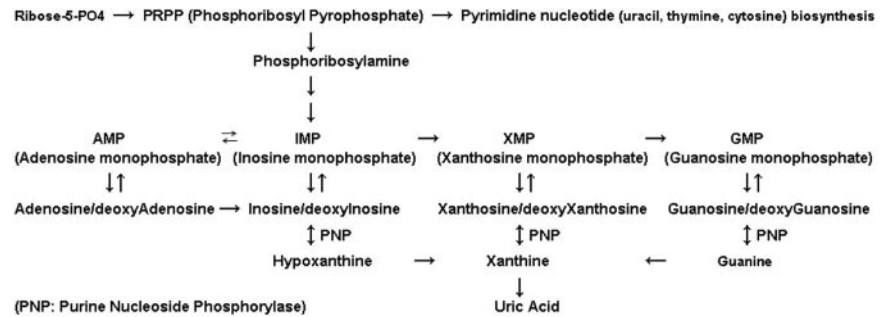 Ribose-5-PO4 → PRPP (Phosphoribosyl Pyrophosphate) → Pyrimidine nucleotide (uracil, thymine, cytosine) biosynthesis
↓
Phosphoribosylamine
↓
↓
AMP ⇄ IMP → XMP → GMP
(Adenosine monophosphate) (Inosine monophosphate) (Xanthosine monophosphate) (Guanosine monophosphate)
↓↑ ↓↑ ↓↑ ↓↑
Adenosine/deoxyAdenosine → Inosine/deoxyInosine Xanthosine/deoxyXanthosine Guanosine/deoxyGuanosine
↕ PNP ↕ PNP ↕ PNP
Hypoxanthine → Xanthine ← Guanine
↓
(PNP: Purine Nucleoside Phosphorylase) Uric Acid